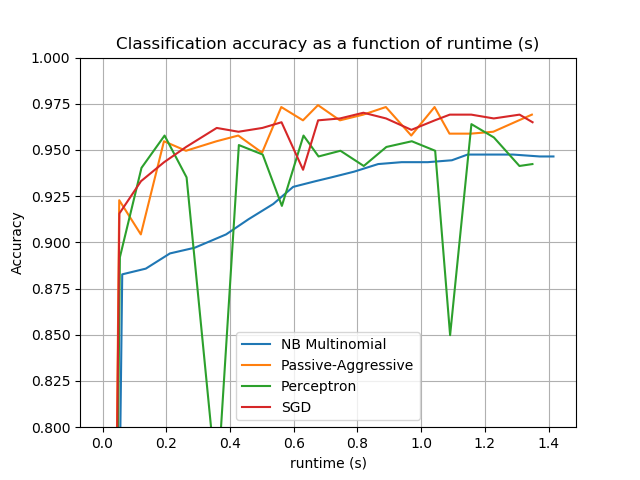 Classification accuracy as a function of runtime (s)
1.000
0.975
0.950
0.925
0.900
0.875
0.850
0.825
0.800
Accuracy
NB Multinomial
Passive-Aggressive
Perceptron
SGD
0.0 0.2 0.4 0.6 0.8 1.0 1.2 1.4
runtime (s)